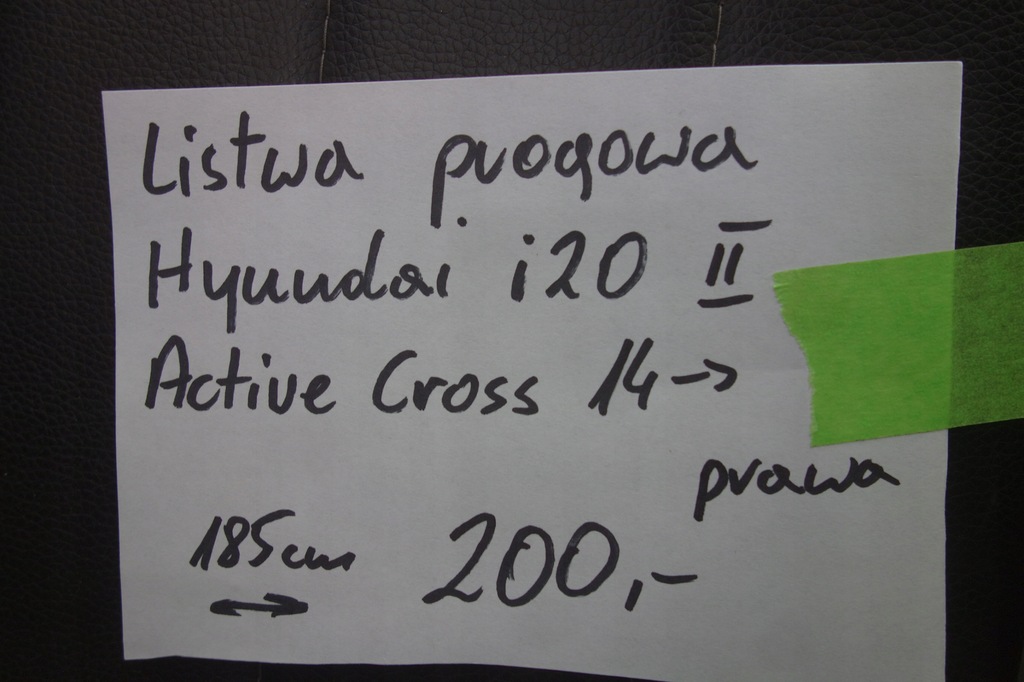 Listwa progowa
Hyundai i20 II
Active Cross 14→
prawa
185cm 200,-
↔